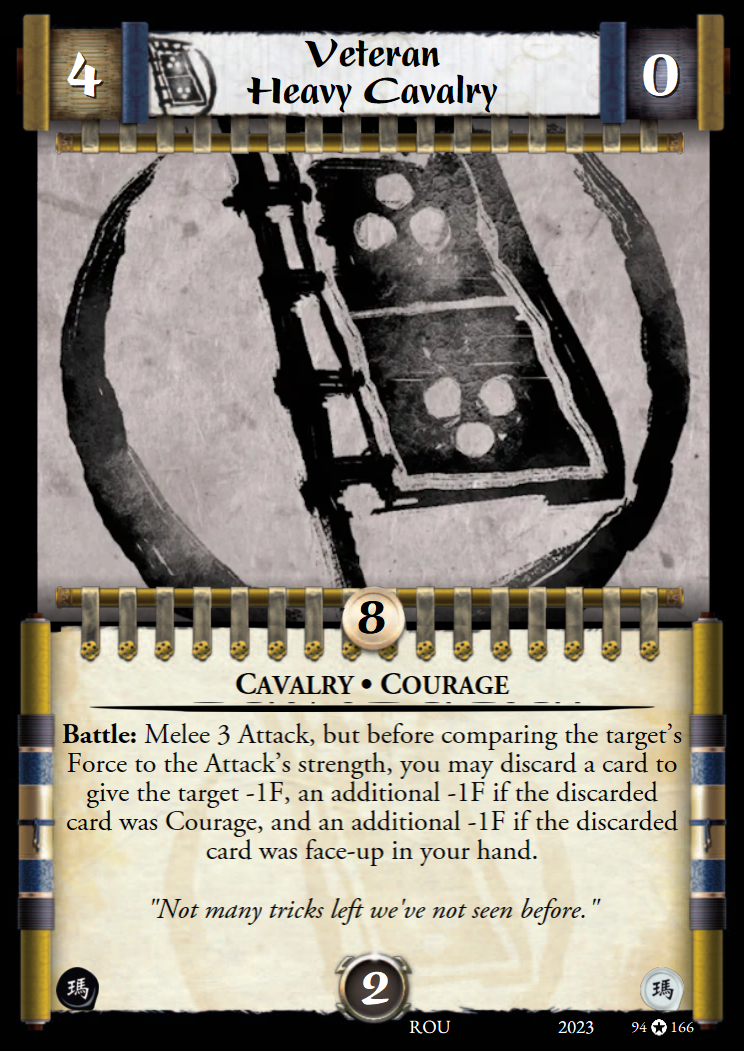 4
Veteran
Heavy Cavalry
0
8
Cavalry • Courage
Battle: Melee 3 Attack, but before comparing the target's
Force to the Attack's strength, you may discard a card to
give the target -1F, an additional -1F if the discarded
card was Courage, and an additional -1F if the discarded
card was face-up in your hand.
"Not many tricks left we've not seen before."
瑪
2
瑪
ROU 2023 94 ✪ 166